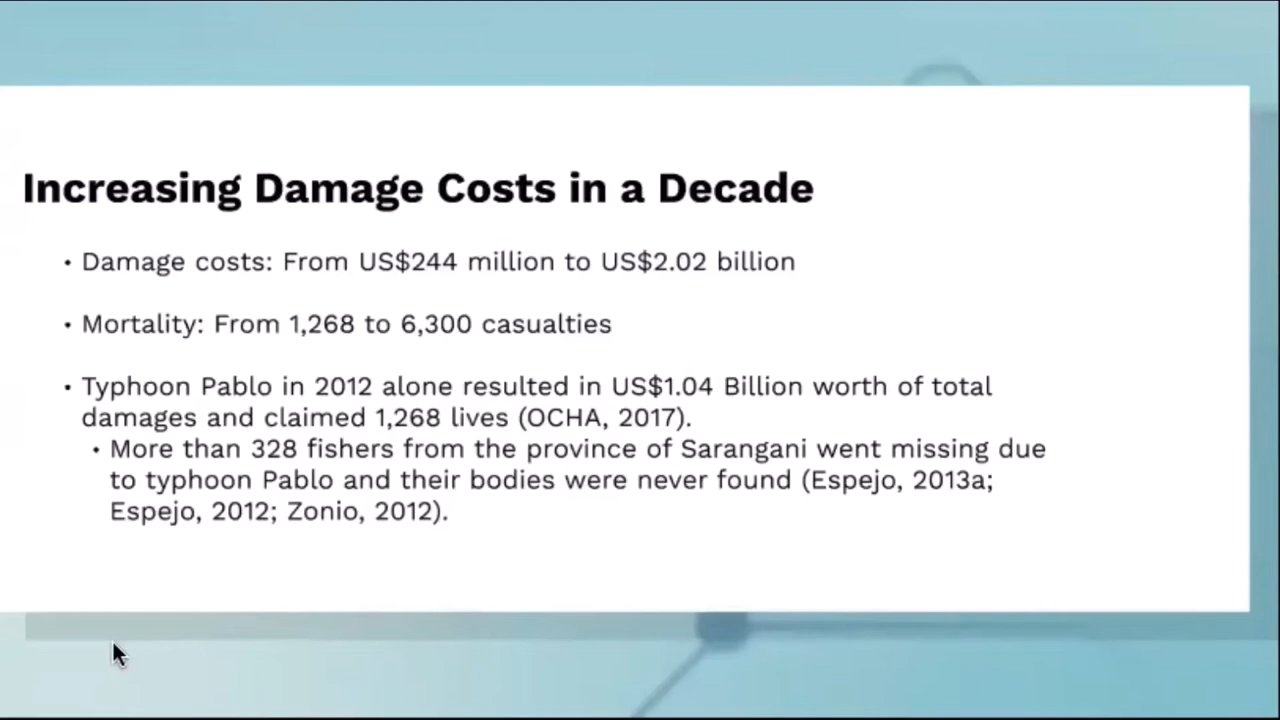 Increasing Damage Costs in a Decade
• Damage costs: From US$244 million to US$2.02 billion
• Mortality: From 1,268 to 6,300 casualties
• Typhoon Pablo in 2012 alone resulted in US$1.04 Billion worth of total
damages and claimed 1,268 lives (OCHA, 2017).
• More than 328 fishers from the province of Sarangani went missing due
to typhoon Pablo and their bodies were never found (Espejo, 2013a;
Espejo, 2012; Zonio, 2012).